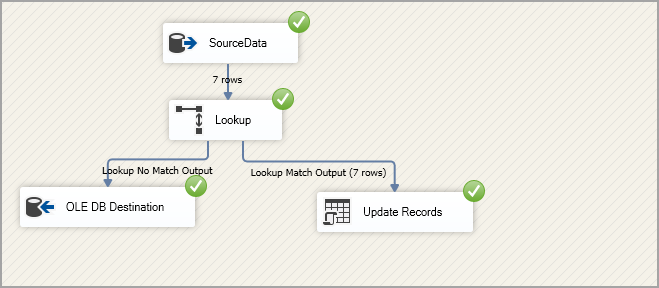 SourceData
7 rows
Lookup
Lookup No Match Output
Lookup Match Output (7 rows)
OLE DB Destination
Update Records